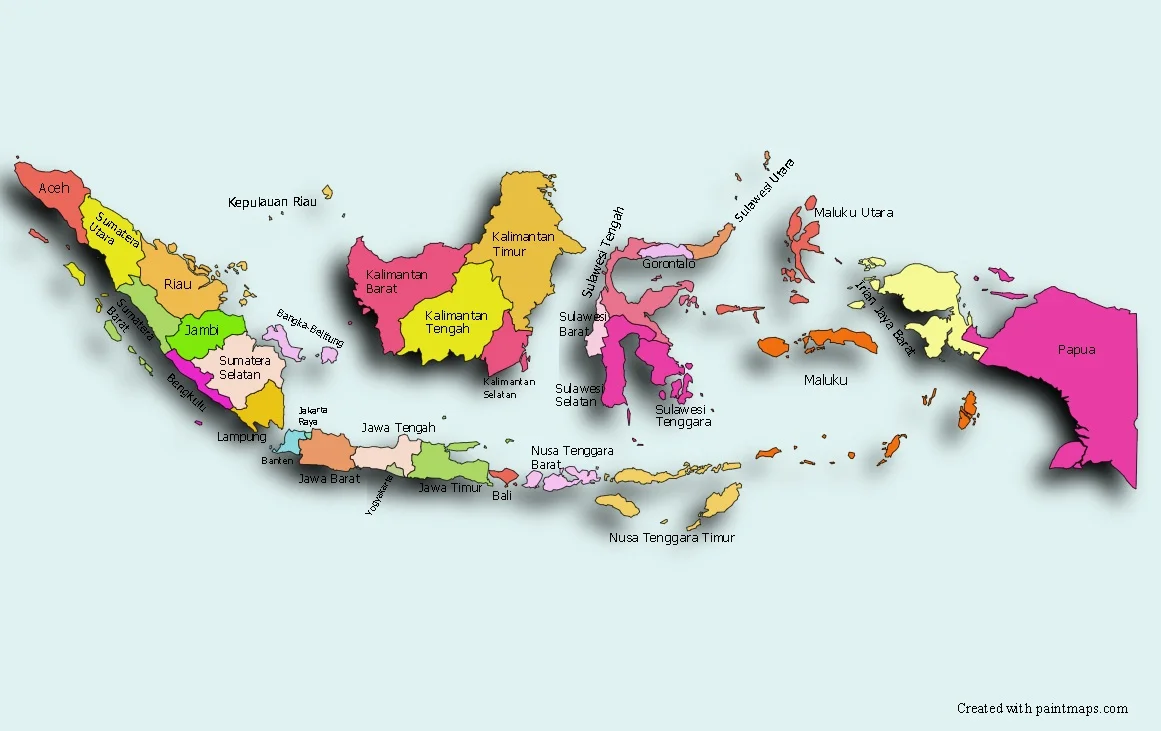 Aceh
Sumatera
Utara
Kepulauan Riau
Riau
Sumatera
Barat
Jambi
Bangka-Belitung
Sumatera
Selatan
Bengkulu
Lampung
Kalimantan
Barat
Kalimantan
Timur
Kalimantan
Tengah
Kalimantan
Selatan
Sulawesi Tengah
Sulawesi Utara
Gorontalo
Sulawesi
Barat
Sulawesi
Selatan
Sulawesi
Tenggara
Maluku Utara
Maluku
Irian Jaya Barat
Papua
Jakarta
Raya
Banten
Jawa Barat
Jawa Tengah
Yogyakarta
Jawa Timur
Bali
Nusa Tenggara
Barat
Nusa Tenggara Timur
Created with paintmaps.com